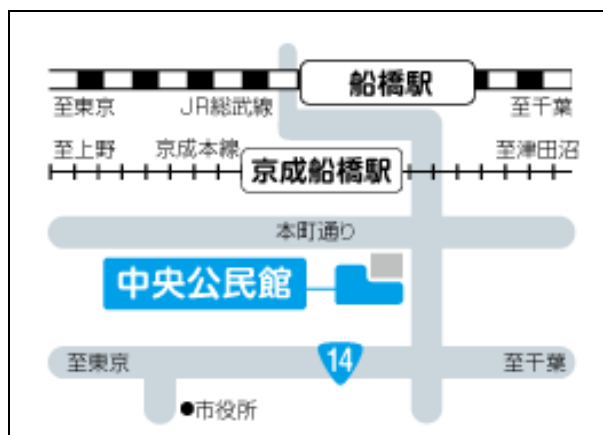 船橋駅
至東京 JR総武線 至千葉
至上野 京成本線 至津田沼
京成船橋駅
本町通り
中央公民館
14
至東京 至千葉
●市役所